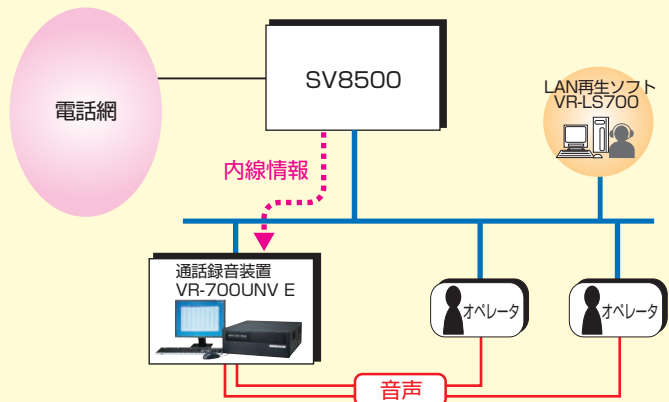 電話網
SV8500
LAN再生ソフト
VR-LS700
内線情報
通話録音装置
VR-700UNV E
オペレータ
オペレータ
音声